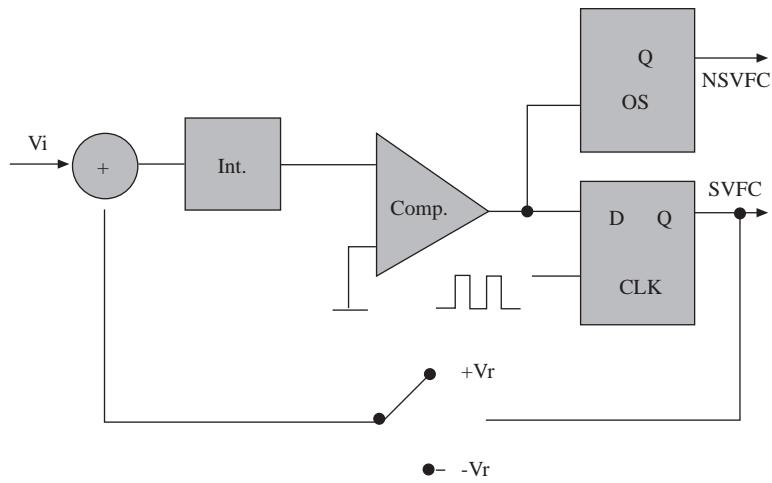 Q
OS
NSVFC
Vi
+
Int.
Comp.
SVFC
D Q
CLK
+Vr
-Vr